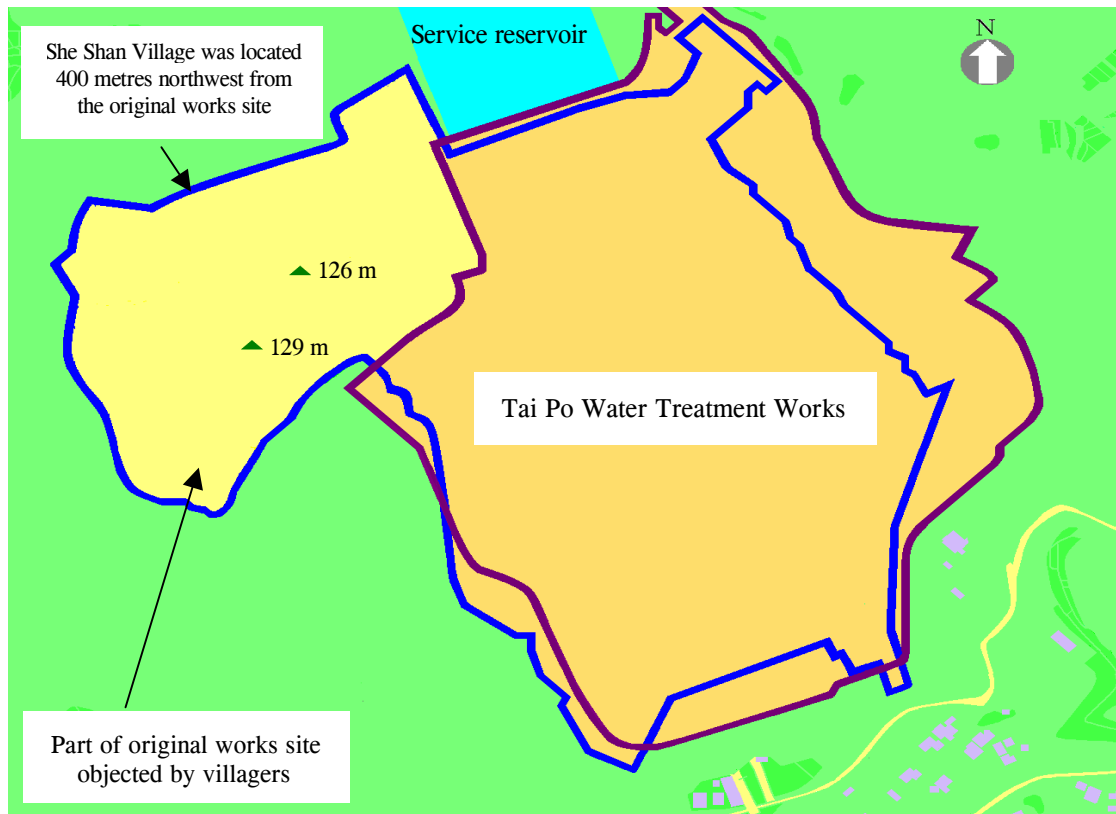 She Shan Village was located
400 metres northwest from
the original works site
Service reservoir
N
126 m
129 m
Tai Po Water Treatment Works
Part of original works site
objected by villagers